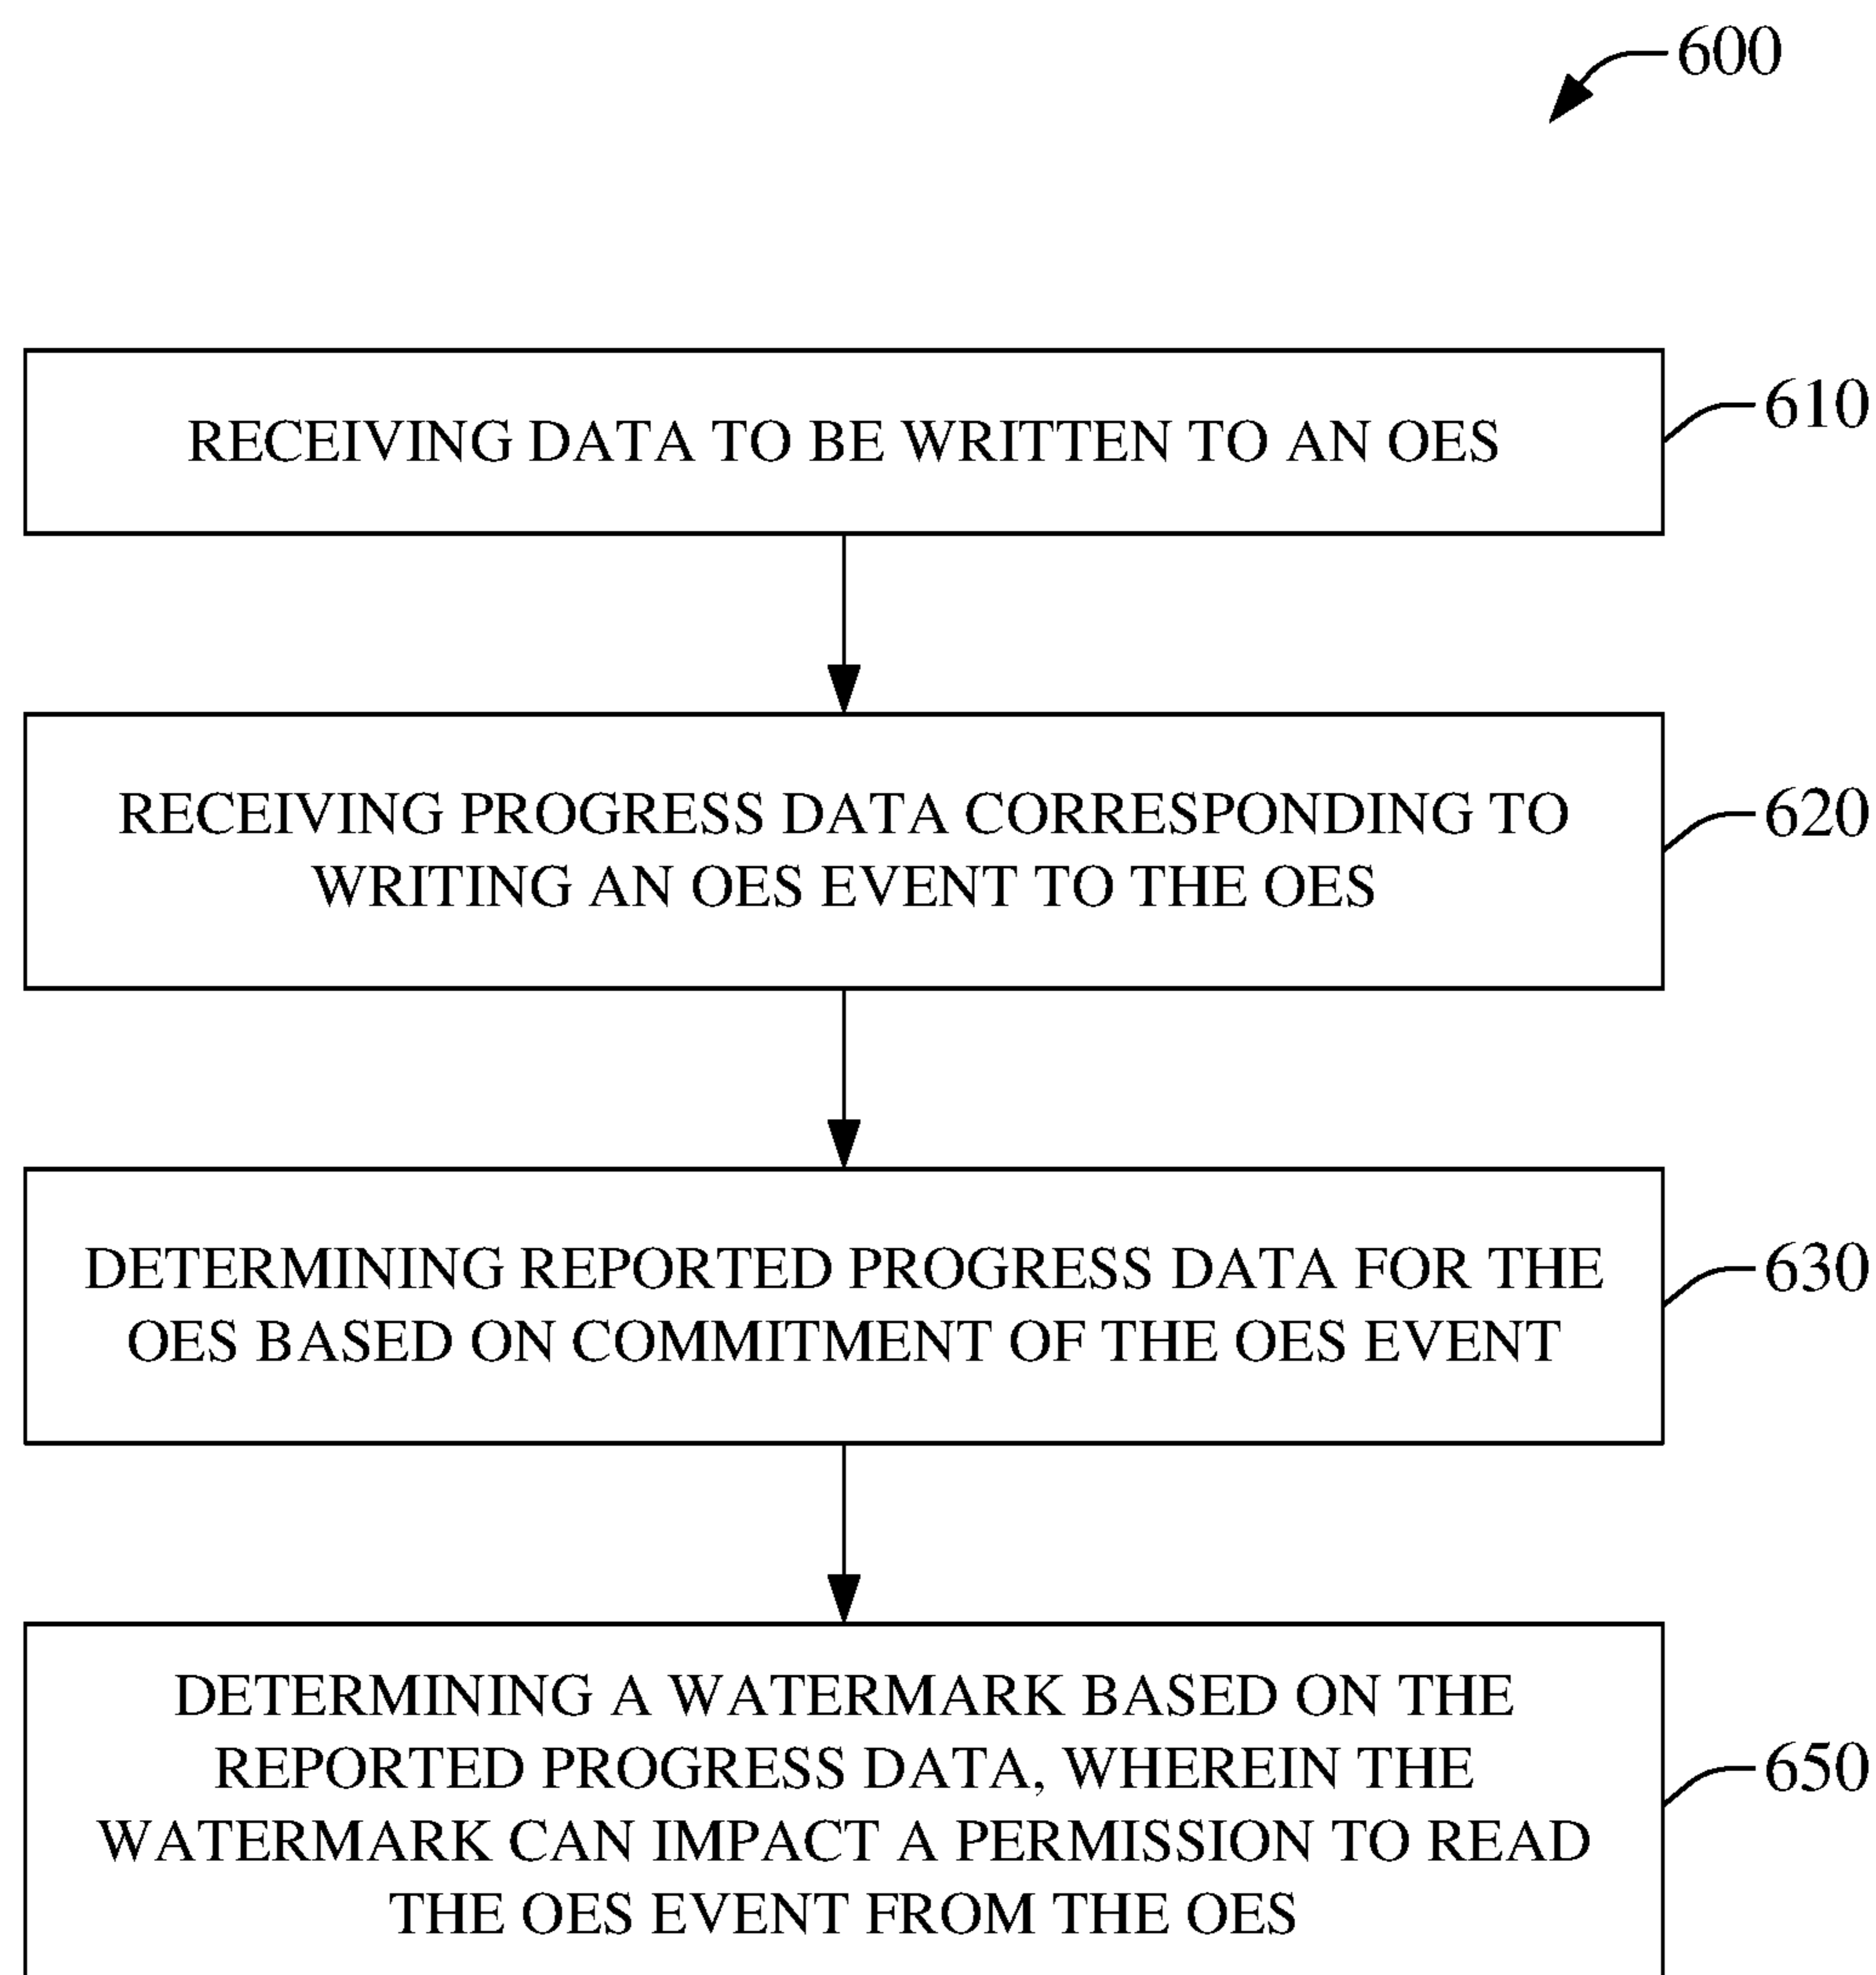 600
RECEIVING DATA TO BE WRITTEN TO AN OES
610
RECEIVING PROGRESS DATA CORRESPONDING TO
WRITING AN OES EVENT TO THE OES
620
DETERMINING REPORTED PROGRESS DATA FOR THE
OES BASED ON COMMITMENT OF THE OES EVENT
630
DETERMINING A WATERMARK BASED ON THE
REPORTED PROGRESS DATA, WHEREIN THE
WATERMARK CAN IMPACT A PERMISSION TO READ
THE OES EVENT FROM THE OES
650